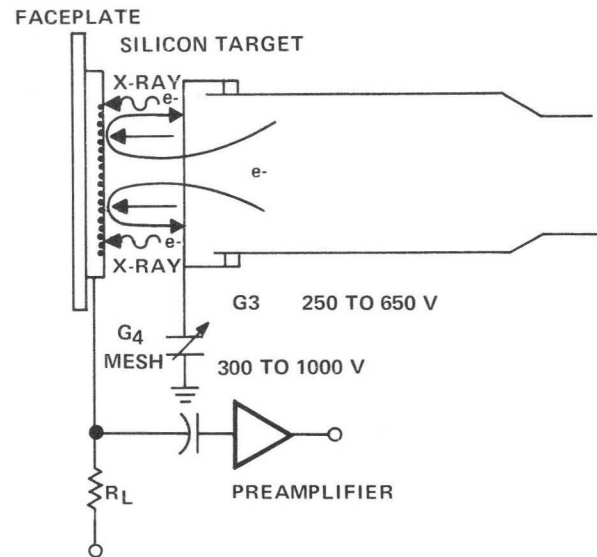 FACEPLATE
SILICON TARGET
X-RAY
e-
e-
e-
X-RAY
G3 250 TO 650 V
G4
MESH
300 TO 1000 V
RL
PREAMPLIFIER